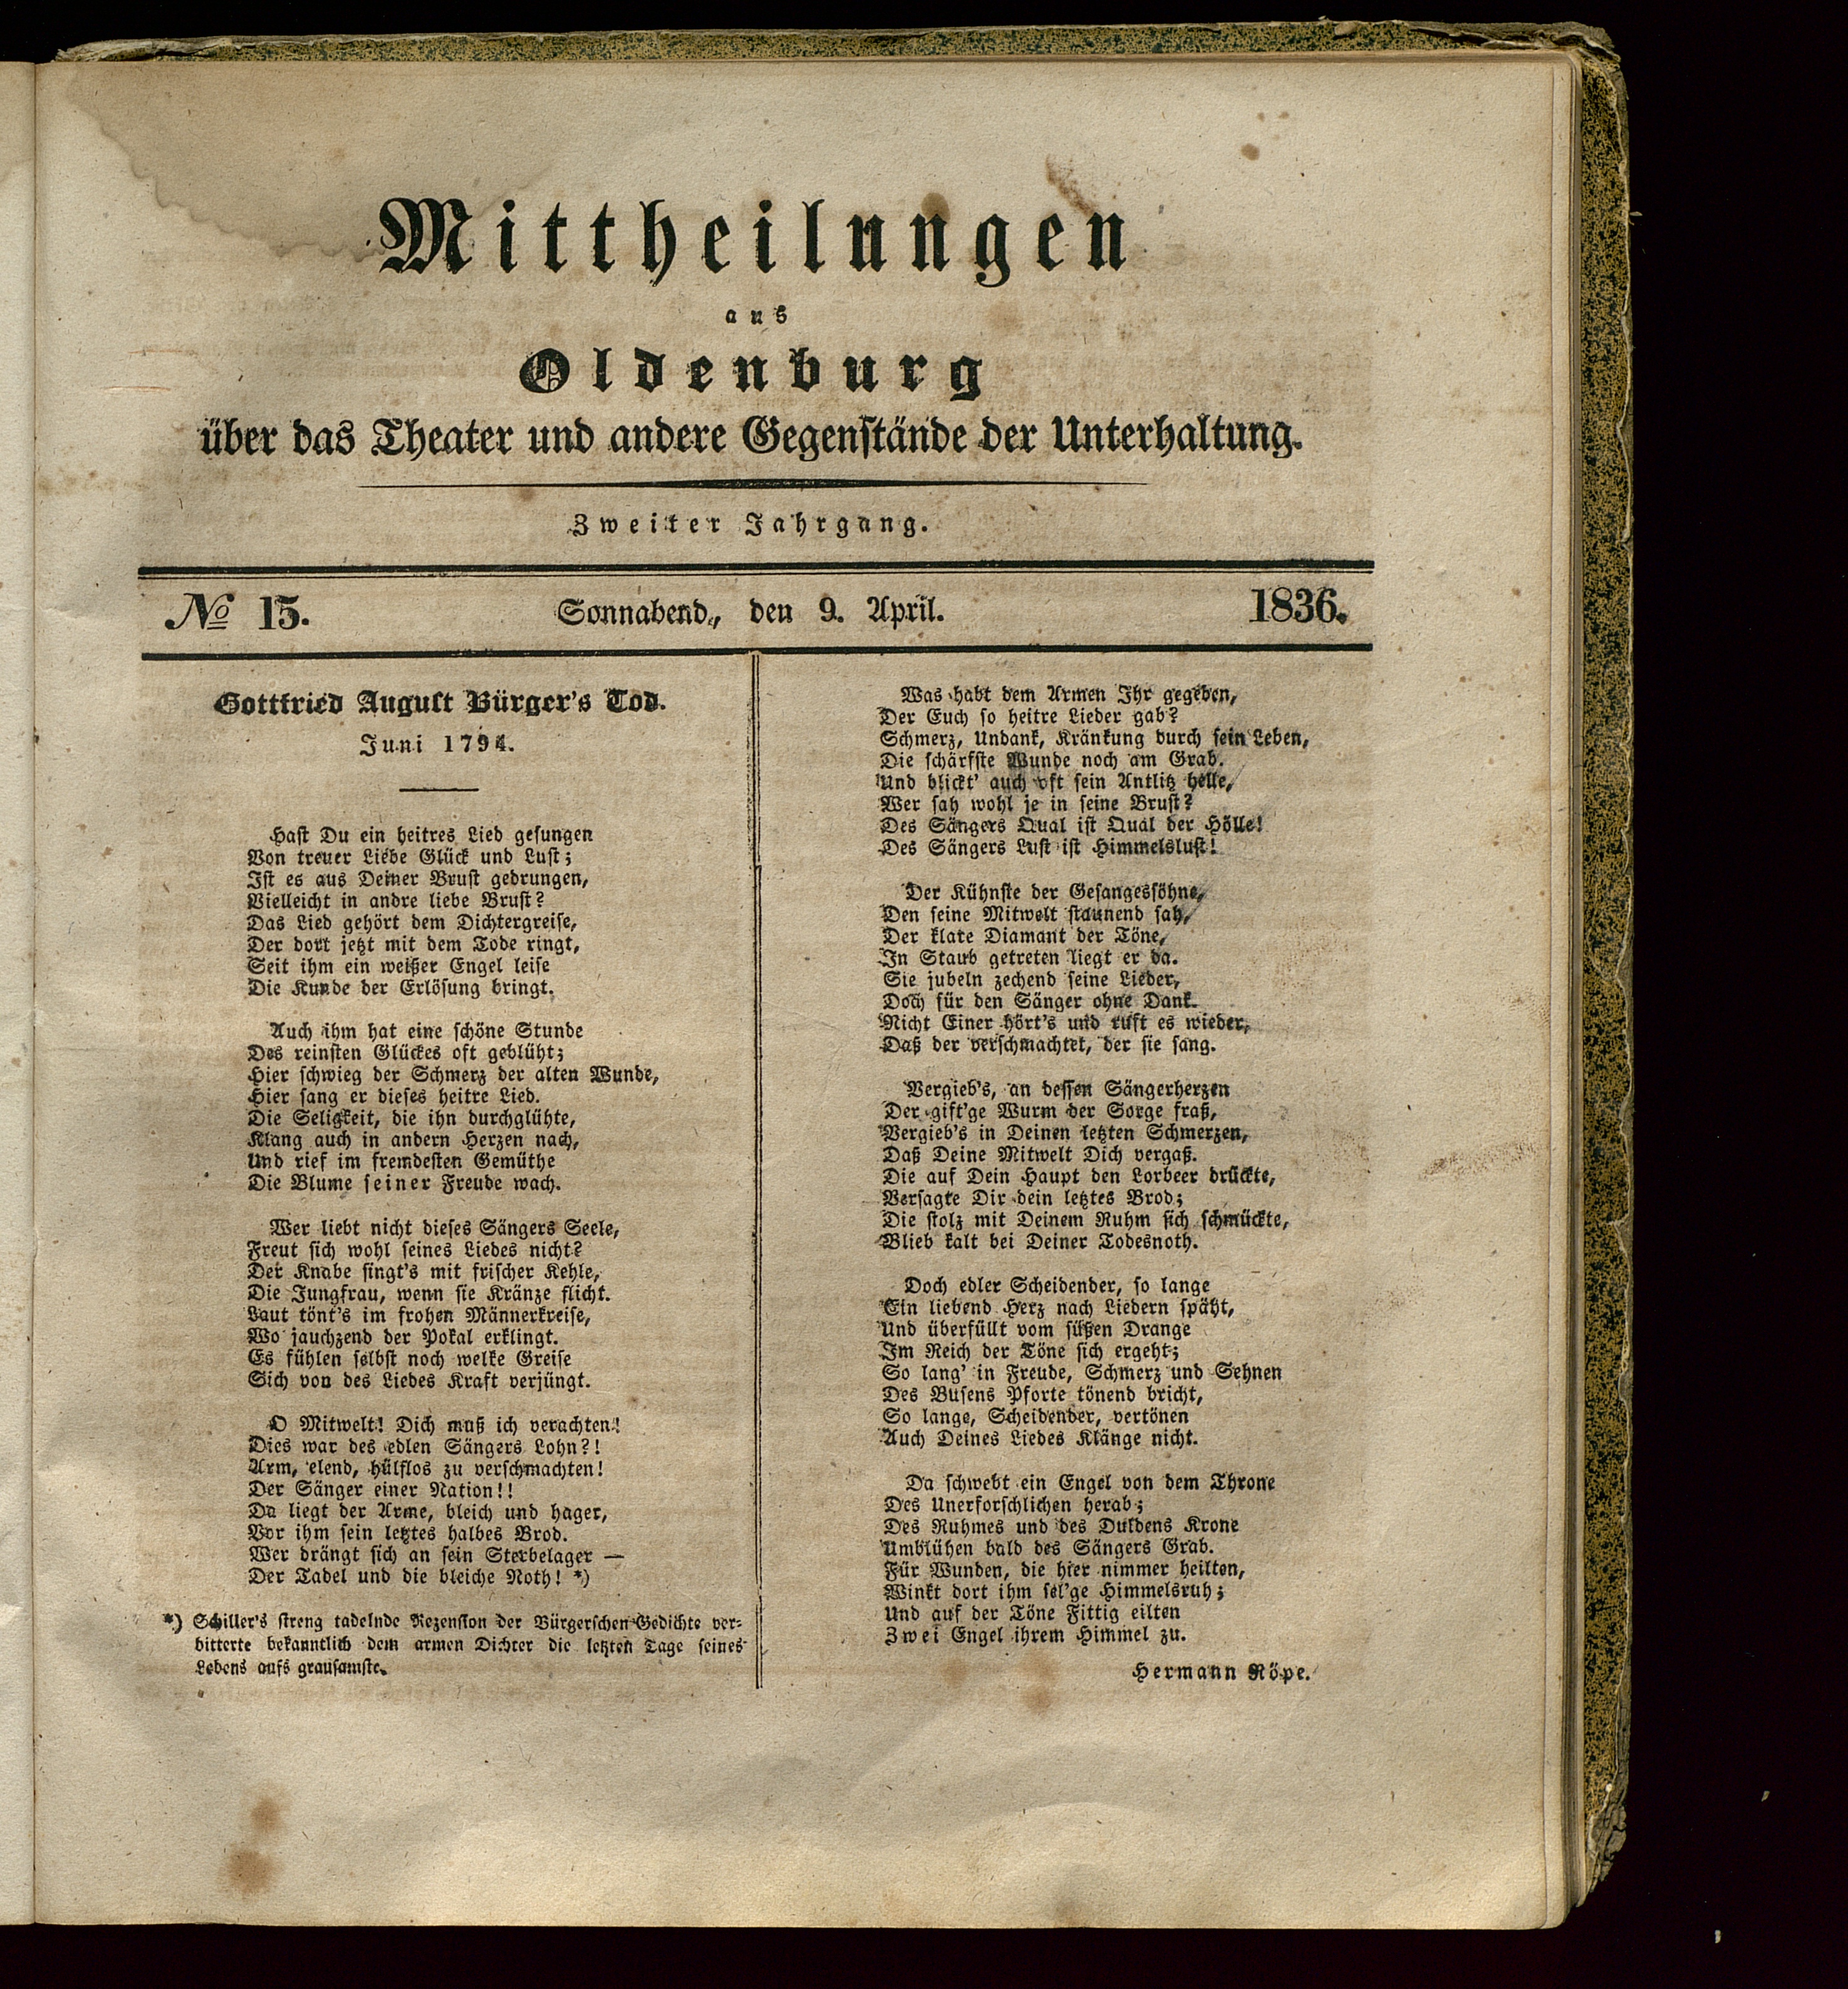 Mittheilungen
aus
Oldenburg
über das Theater und andere Gegenstände der Unterhaltung.
Zweiter Jahrgang.
No 15. Sonnabend, den 9. April. 1836.
Gottfried August Bürger's Tod.
Juni 1794.
Hast Du ein heitres Lied gesungen
Von treuer Liebe Glück und Lust;
Ist es aus Deiner Brust gedrungen,
Vielleicht in andre liebe Brust?
Das Lied gehört dem Dichtergreise,
Der dort jetzt mit dem Tode ringt,
Seit ihm ein weißer Engel leise
Die Kunde der Erlösung bringt.
Auch ihm hat eine schöne Stunde
Des reinsten Glückes oft geblüht;
Hier schwieg der Schmerz der alten Wunde,
Hier sang er dieses heitre Lied.
Die Seligkeit, die ihn durchglühte,
Klang auch in andern Herzen nach,
Und rief im fremdesten Gemüthe
Die Blume seiner Freude wach.
Wer liebt nicht dieses Sängers Seele,
Freut sich wohl seines Liedes nicht?
Der Knabe singt's mit frischer Kehle,
Die Jungfrau, wenn sie Kränze flicht.
Laut tönt's im frohen Männerkreise,
Wo jauchzend der Pokal erklingt.
Es fühlen selbst noch welke Greise
Sich von des Liedes Kraft verjüngt.
O Mitwelt! Dich muß ich verachten!
Dies war des edlen Sängers Lohn?!
Arm, elend, hülflos zu verschmachten!
Der Sänger einer Nation!!
Da liegt der Arme, bleich und hager,
Vor ihm sein letztes halbes Brod.
Wer drängt sich an sein Sterbelager —
Der Tadel und die bleiche Noth! *)
*) Schiller's streng tadelnde Rezension der Bürgerschen Gedichte ver-
bitterte bekanntlich dem armen Dichter die letzten Tage seines
Lebens aufs grausamste.
Was habt dem Armen Ihr gegeben,
Der Euch so heitre Lieder gab?
Schmerz, Undank, Kränkung durch sein Leben,
Die schärfste Wunde noch am Grab.
Und blickt' auch oft sein Antlitz helle,
Wer sah wohl je in seine Brust?
Des Sängers Qual ist Qual der Hölle!
Des Sängers Lust ist Himmelslust!
Der Kühnste der Gesangessöhne,
Den seine Mitwelt staunend sah,
Der klare Diamant der Töne,
In Staub getreten liegt er da.
Sie jubeln zechend seine Lieder,
Doch für den Sänger ohne Dank.
Nicht Einer hört's und ruft es wieder,
Daß der verschmachtet, der sie sang.
Vergieb's, an dessen Sängerherzen
Der gift'ge Wurm der Sorge fraß,
Vergieb's in Deinen letzten Schmerzen,
Daß Deine Mitwelt Dich vergaß.
Die auf Dein Haupt den Lorbeer drückte,
Versagte Dir dein letztes Brod;
Die stolz mit Deinem Ruhm sich schmückte,
Blieb kalt bei Deiner Todesnoth.
Doch edler Scheidender, so lange
Ein liebend Herz nach Liedern späht,
Und überfüllt vom süßen Drange
Im Reich der Töne sich ergeht;
So lang' in Freude, Schmerz und Sehnen
Des Busens Pforte tönend bricht,
So lange, Scheidender, vertönen
Auch Deines Liedes Klänge nicht.
Da schwebt ein Engel von dem Throne
Des Unerforschlichen herab;
Des Ruhmes und des Duldens Krone
Umblühen bald des Sängers Grab.
Für Wunden, die hier nimmer heilten,
Winkt dort ihm sel'ge Himmelsruh;
Und auf der Töne Fittig eilten
Zwei Engel ihrem Himmel zu.
Hermann Röpe.